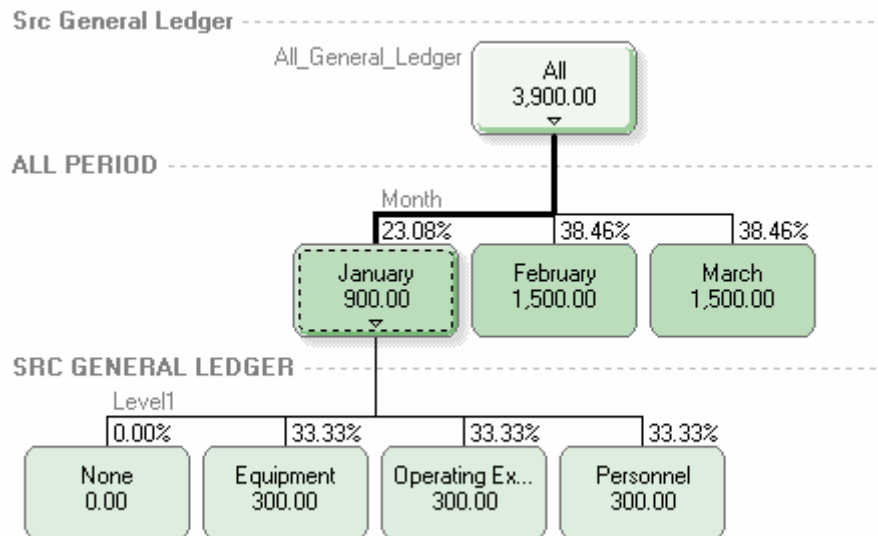 Src General Ledger
All_General_Ledger
All
3,900.00
ALL PERIOD
Month
23.08% 38.46% 38.46%
January February March
900.00 1,500.00 1,500.00
SRC GENERAL LEDGER
Level1
0.00% 33.33% 33.33% 33.33%
None Equipment Operating Ex... Personnel
0.00 300.00 300.00 300.00